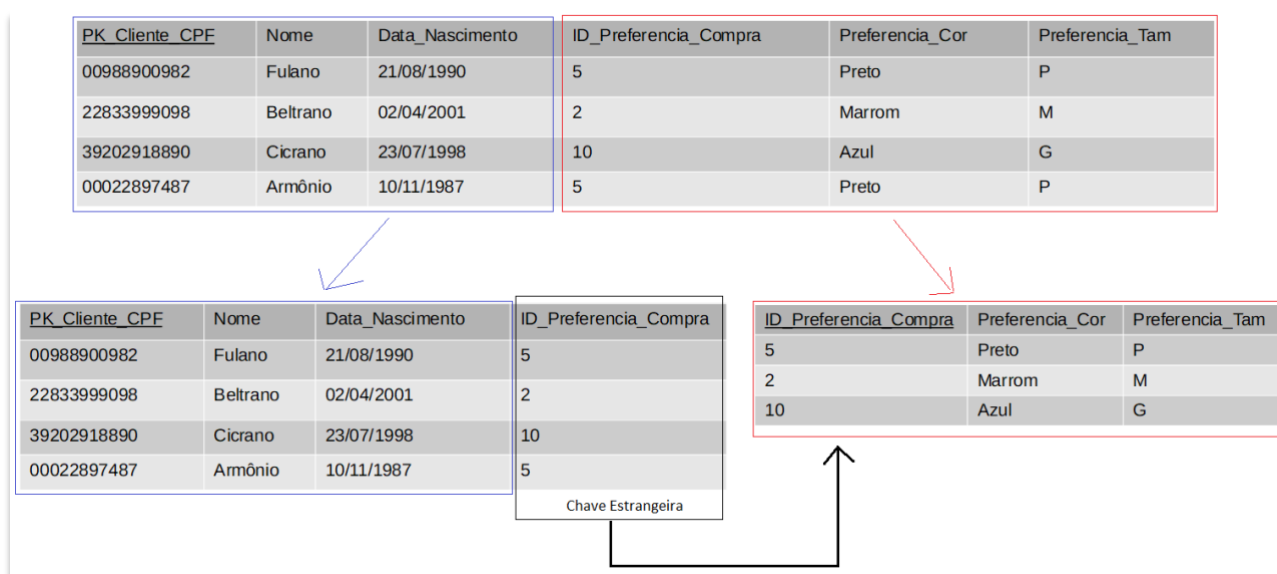 PK_Cliente_CPF Nome Data_Nascimento ID_Preferencia_Compra Preferencia_Cor Preferencia_Tam
00988900982 Fulano 21/08/1990 5 Preto P
22833999098 Beltrano 02/04/2001 2 Marrom M
39202918890 Cicrano 23/07/1998 10 Azul G
00022897487 Armônio 10/11/1987 5 Preto P
PK_Cliente_CPF Nome Data_Nascimento ID_Preferencia_Compra
00988900982 Fulano 21/08/1990 5
22833999098 Beltrano 02/04/2001 2
39202918890 Cicrano 23/07/1998 10
00022897487 Armônio 10/11/1987 5
Chave Estrangeira
ID_Preferencia_Compra Preferencia_Cor Preferencia_Tam
5 Preto P
2 Marrom M
10 Azul G